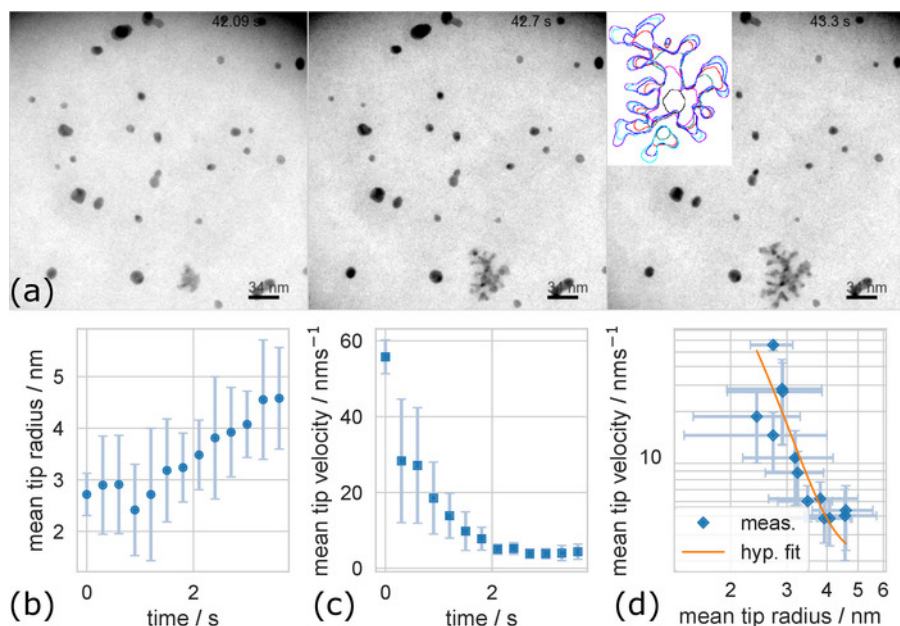 42.09 s
42.7 s
43.3 s
(a)
34 nm
34 nm
34 nm
mean tip radius / nm
5
4
3
2
0
2
time / s
(b)
mean tip velocity / nms⁻¹
60
40
20
0
0
2
time / s
(c)
mean tip velocity / nms⁻¹
10
meas.
hyp. fit
2
3
4
5
6
mean tip radius / nm
(d)